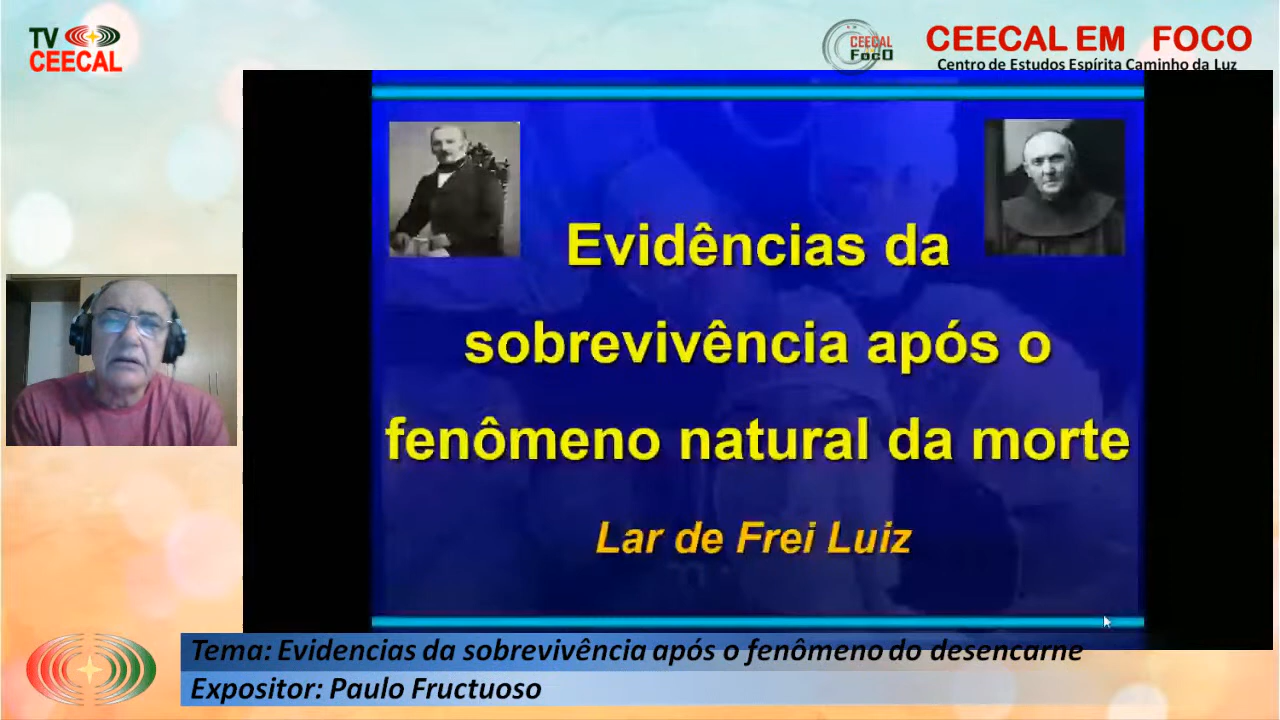 TV
CEECAL
CEECAL
FocO
CEECAL EM FOCO
Centro de Estudos Espírita Caminho da Luz
Evidências da
sobrevivência após o
fenômeno natural da morte
Lar de Frei Luiz
Tema: Evidencias da sobrevivência após o fenômeno do desencarne
Expositor: Paulo Fructuoso